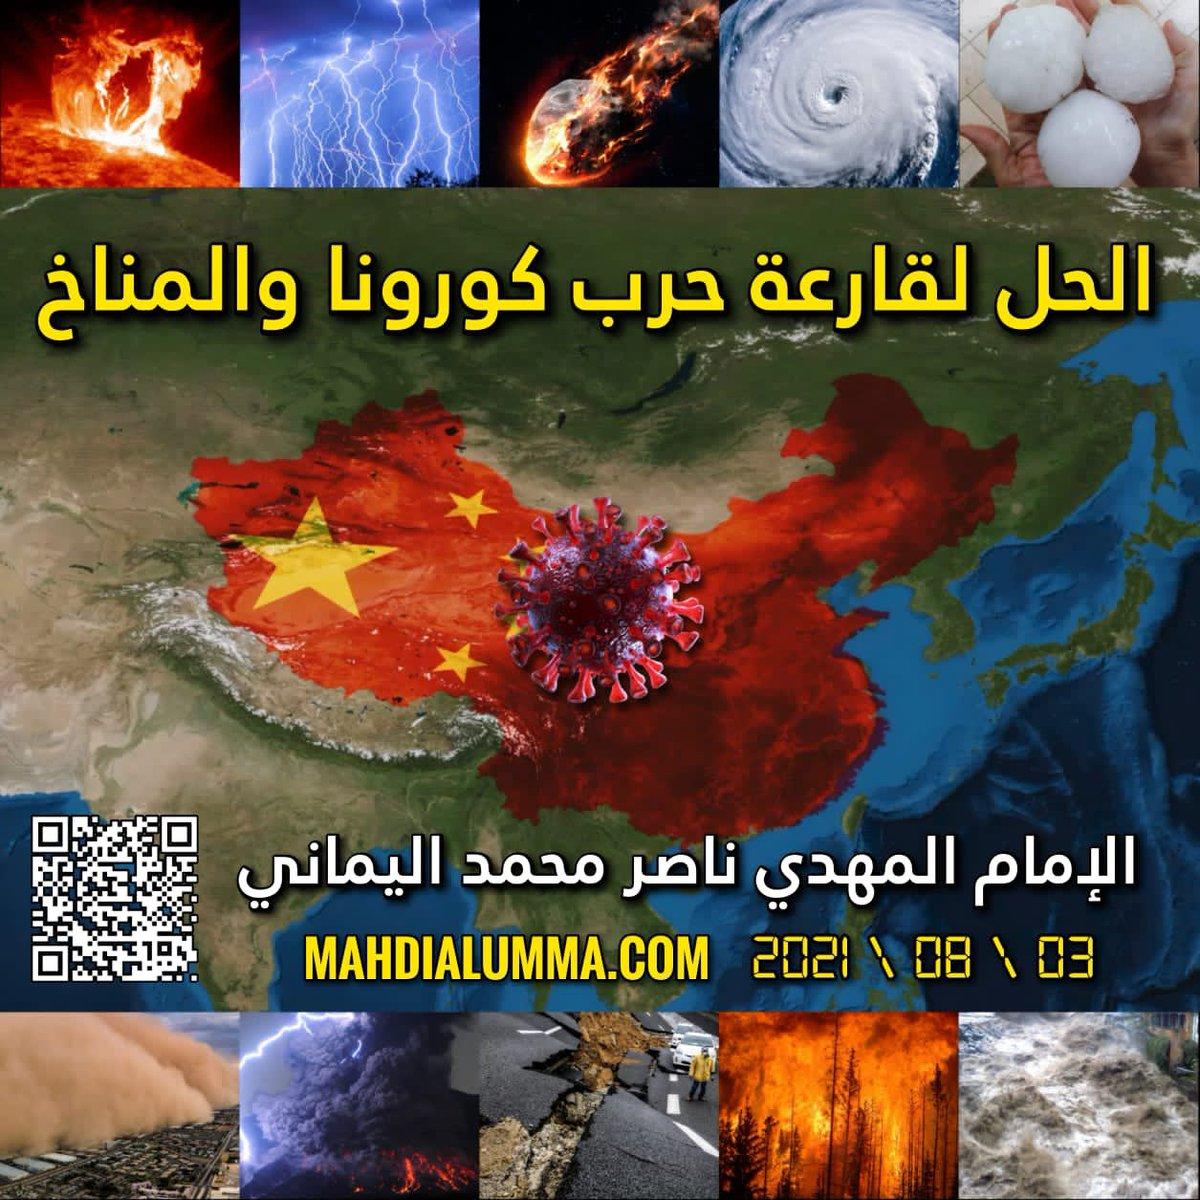 الحل لقارعة حرب كورونا والمناخ
الإمام المهدي ناصر محمد اليماني
MAHDIALUMMA.COM 2021 \ 08 \ 03